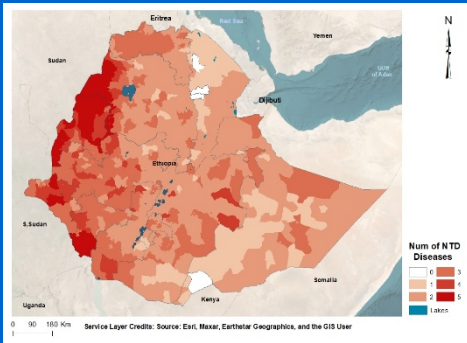 Eritrea
Red Sea
Yemen
N
Sudan
Gulf
of Aden
Djibuti
Ethiopia
S,Sudan
Num of NTD
Diseases
0 3
1 4
2 5
Lakes
Somalia
Kenya
Uganda
0 90 180 Km
Service Layer Credits: Source: Esri, Maxar, Earthstar Geographics, and the GIS User